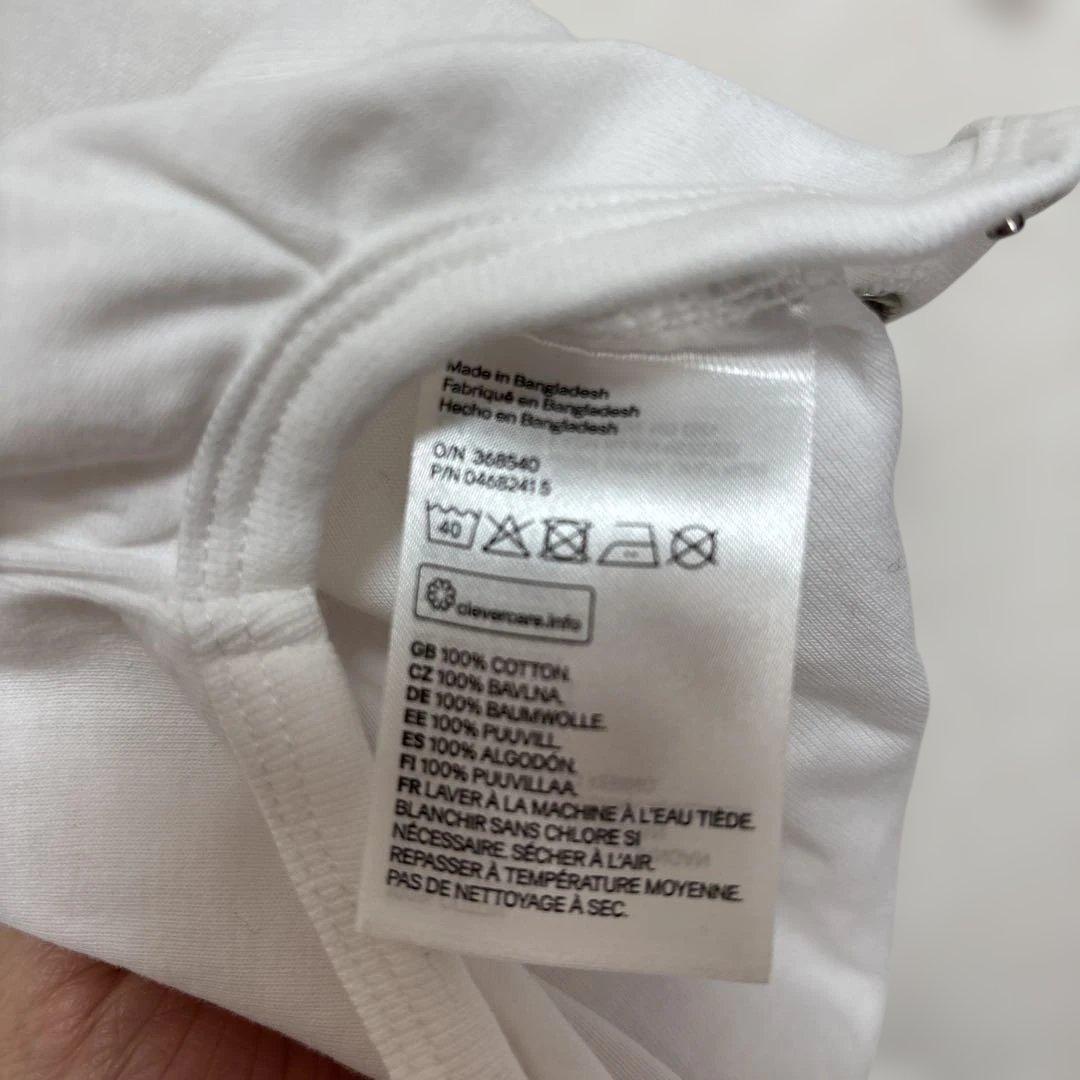 Made in Bangladesh
Fabriqué en Bangladesh
Hecho en Bangladesh
O/N 368540
P/N 04682415
40
clevercare.info
GB 100% COTTON.
CZ 100% BAVLNA.
DE 100% BAUMWOLLE.
EE 100% PUUVILL.
ES 100% ALGODÓN.
FI 100% PUUVILLAA.
FR LAVER À LA MACHINE À L'EAU TIÈDE.
BLANCHIR SANS CHLORE SI
NÉCESSAIRE. SÉCHER À L'AIR.
REPASSER À TEMPÉRATURE MOYENNE.
PAS DE NETTOYAGE À SEC.